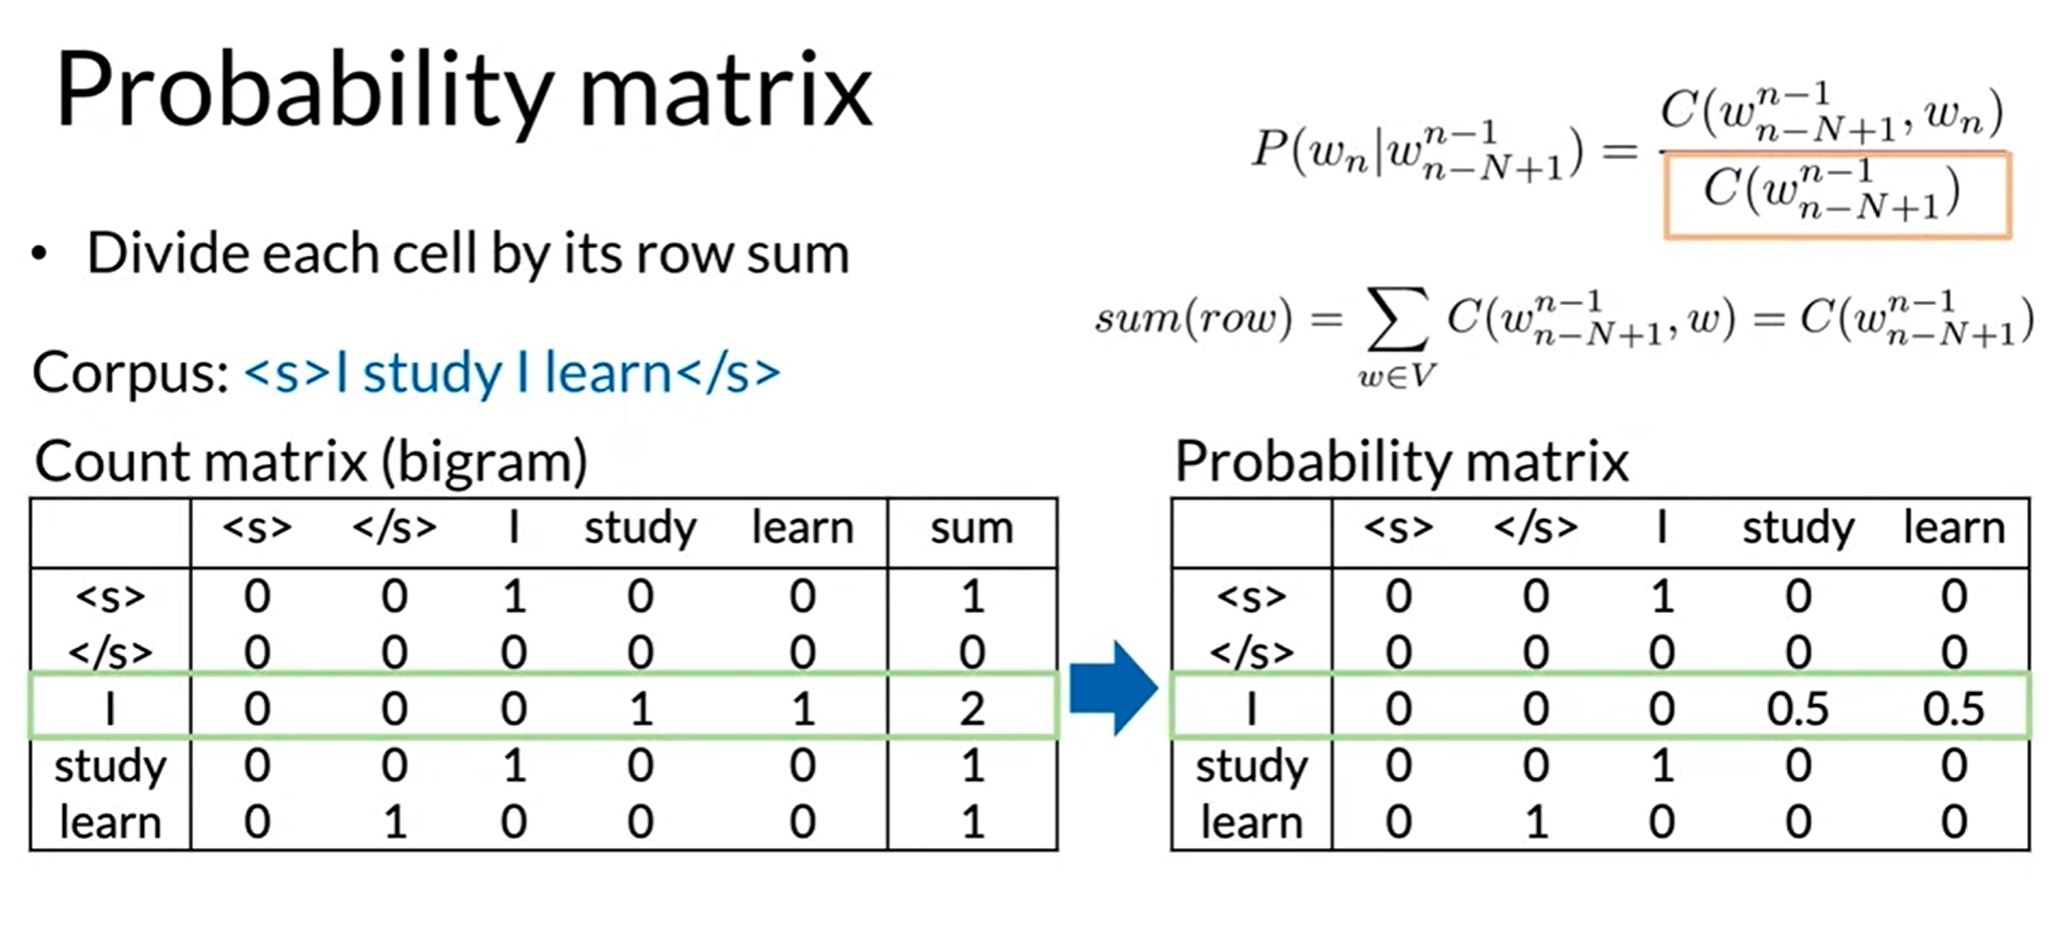 Probability matrix
P(w_n|w_{n-N+1}^{n-1}) = \frac{C(w_{n-N+1}^{n-1}, w_n)}{C(w_{n-N+1}^{n-1})}
• Divide each cell by its row sum
sum(row) = \sum_{w \in V} C(w_{n-N+1}^{n-1}, w) = C(w_{n-N+1}^{n-1})
Corpus: <s>I study I learn</s>
Count matrix (bigram)
<s> </s> I study learn sum
<s> 0 0 1 0 0 1
</s> 0 0 0 0 0 0
I 0 0 0 1 1 2
study 0 0 1 0 0 1
learn 0 1 0 0 0 1
Probability matrix
<s> </s> I study learn
<s> 0 0 1 0 0
</s> 0 0 0 0 0
I 0 0 0 0.5 0.5
study 0 0 1 0 0
learn 0 1 0 0 0